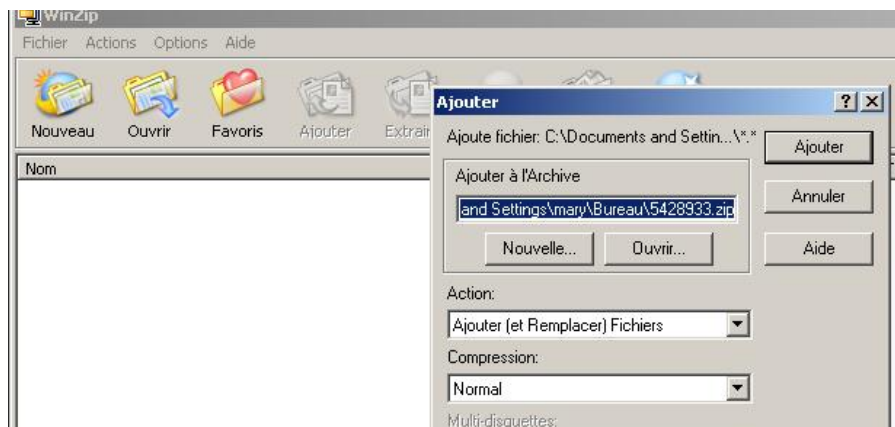 WinZip
Fichier Actions Options Aide
Nouveau Ouvrir Favoris Ajouter Extrair
Nom
Ajouter
Ajoute fichier: C:\Documents and Settin...\*.*
Ajouter
Ajouter à l'Archive
and Settings\mary\Bureau\5428933.zip
Annuler
Nouvelle... Ouvrir... Aide
Action:
Ajouter (et Remplacer) Fichiers
Compression:
Normal
Multi-disquettes: